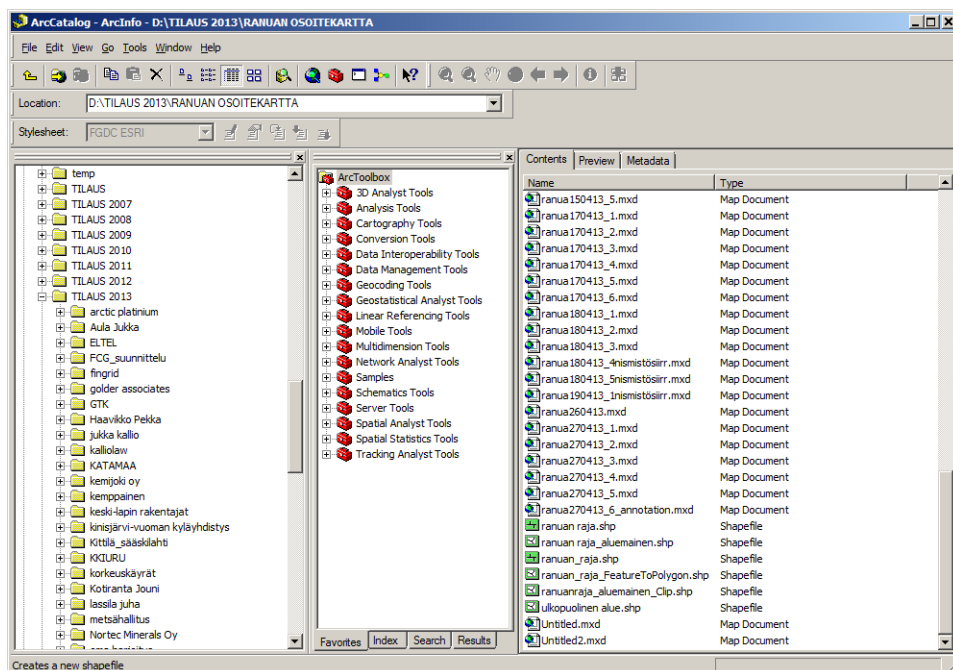 ArcCatalog - ArcInfo - D:\TILAUS 2013\RANUAN OSOITEKARTTA
File Edit View Go Tools Window Help
Location: D:\TILAUS 2013\RANUAN OSOITEKARTTA
Stylesheet: FGDC ESRI
temp
TILAUS
TILAUS 2007
TILAUS 2008
TILAUS 2009
TILAUS 2010
TILAUS 2011
TILAUS 2012
TILAUS 2013
arctic platinium
Aula Jukka
ELTEL
FCG_suunnittelu
fingrid
golder associates
GTK
Haavikko Pekka
jukka kallio
kalliolaw
KATAMAA
kemijoki oy
kemppainen
keski-lapin rakentajat
kinisjärvi-vuoman kyläyhdistys
Kittilä_sääskilahti
KKIURU
korkeuskäyrät
Kotiranta Jouni
lassila juha
metsähallitus
Nortec Minerals Oy
ArcToolbox
3D Analyst Tools
Analysis Tools
Cartography Tools
Conversion Tools
Data Interoperability Tools
Data Management Tools
Geocoding Tools
Geostatistical Analyst Tools
Linear Referencing Tools
Mobile Tools
Multidimension Tools
Network Analyst Tools
Samples
Schematics Tools
Server Tools
Spatial Analyst Tools
Spatial Statistics Tools
Tracking Analyst Tools
Favorites Index Search Results
Contents Preview Metadata
Name Type
ranua150413_5.mxd Map Document
ranua170413_1.mxd Map Document
ranua170413_2.mxd Map Document
ranua170413_3.mxd Map Document
ranua170413_4.mxd Map Document
ranua170413_5.mxd Map Document
ranua170413_6.mxd Map Document
ranua180413_1.mxd Map Document
ranua180413_2.mxd Map Document
ranua180413_3.mxd Map Document
ranua180413_4nismistösiirr.mxd Map Document
ranua180413_5nismistösiirr.mxd Map Document
ranua190413_1nismistösiirr.mxd Map Document
ranua260413.mxd Map Document
ranua270413_1.mxd Map Document
ranua270413_2.mxd Map Document
ranua270413_3.mxd Map Document
ranua270413_4.mxd Map Document
ranua270413_5.mxd Map Document
ranua270413_6_annotation.mxd Map Document
ranuan raja.shp Shapefile
ranuan raja_aluemainen.shp Shapefile
ranuan_raja.shp Shapefile
ranuan_raja_FeatureToPolygon.shp Shapefile
ranuanraja_aluemainen_Clip.shp Shapefile
ulkopuolinen alue.shp Shapefile
Untitled.mxd Map Document
Untitled2.mxd Map Document
Creates a new shapefile